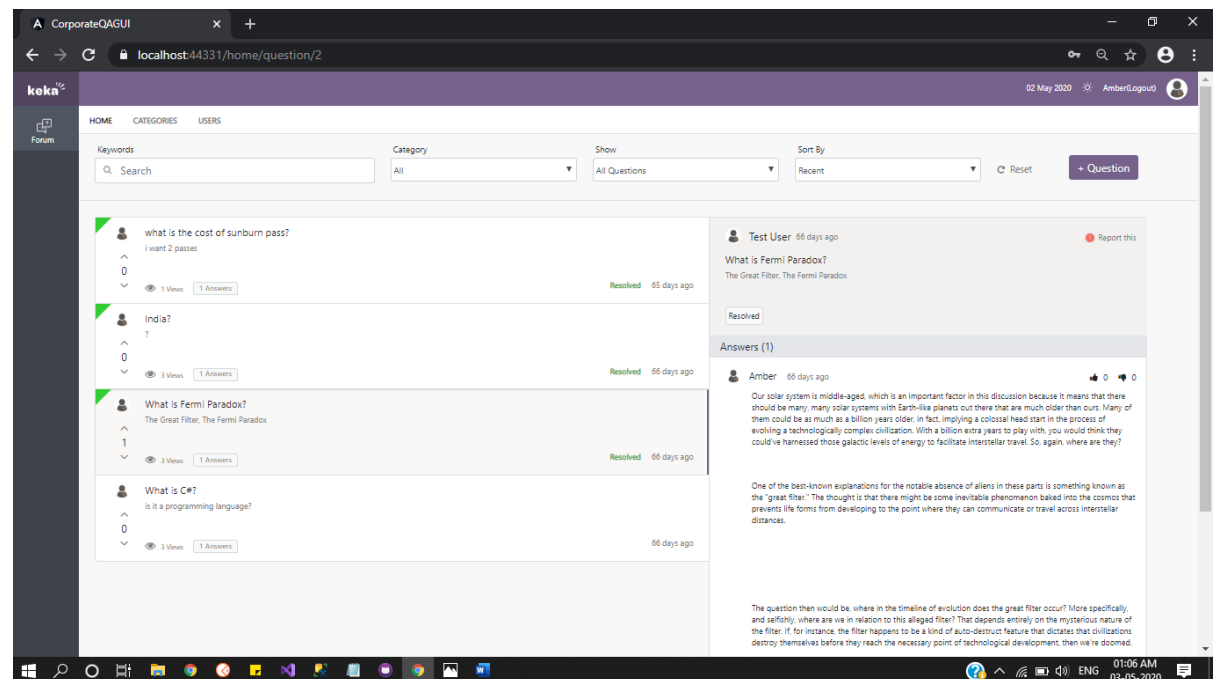 CorporateQAGUI
localhost:44331/home/question/2
keka
02 May 2020 Amber(Logout)
Forum
HOME CATEGORIES USERS
Keywords Category Show Sort By
Search All All Questions Recent Reset + Question
what is the cost of sunburn pass?
i want 2 passes
0
1 Views 1 Answers Resolved 65 days ago
India?
?
0
3 Views 1 Answers Resolved 66 days ago
What is Fermi Paradox?
The Great Filter, The Fermi Paradox
1
3 Views 1 Answers Resolved 66 days ago
What is C#?
is it a programming language?
0
3 Views 1 Answers 66 days ago
Test User 66 days ago Report this
What is Fermi Paradox?
The Great Filter, The Fermi Paradox
Resolved
Answers (1)
Amber 66 days ago 0 0
Our solar system is middle-aged, which is an important factor in this discussion because it means that there
should be many, many solar systems with Earth-like planets out there that are much older than ours. Many of
them could be as much as a billion years older, in fact, implying a colossal head start in the process of
evolving a technologically complex civilization. With a billion extra years to play with, you would think they
could've harnessed those galactic levels of energy to facilitate interstellar travel. So, again, where are they?
One of the best-known explanations for the notable absence of aliens in these parts is something known as
the "great filter." The thought is that there might be some inevitable phenomenon baked into the cosmos that
prevents life forms from developing to the point where they can communicate or travel across interstellar
distances.
The question then would be, where in the timeline of evolution does the great filter occur? More specifically,
and selfishly, where are we in relation to this alleged filter? That depends entirely on the mysterious nature of
the filter. If, for instance, the filter happens to be a kind of auto-destruct feature that dictates that civilizations
destroy themselves before they reach the necessary point of technological development, then we're doomed.
ENG 01:06 AM
03-05-2020